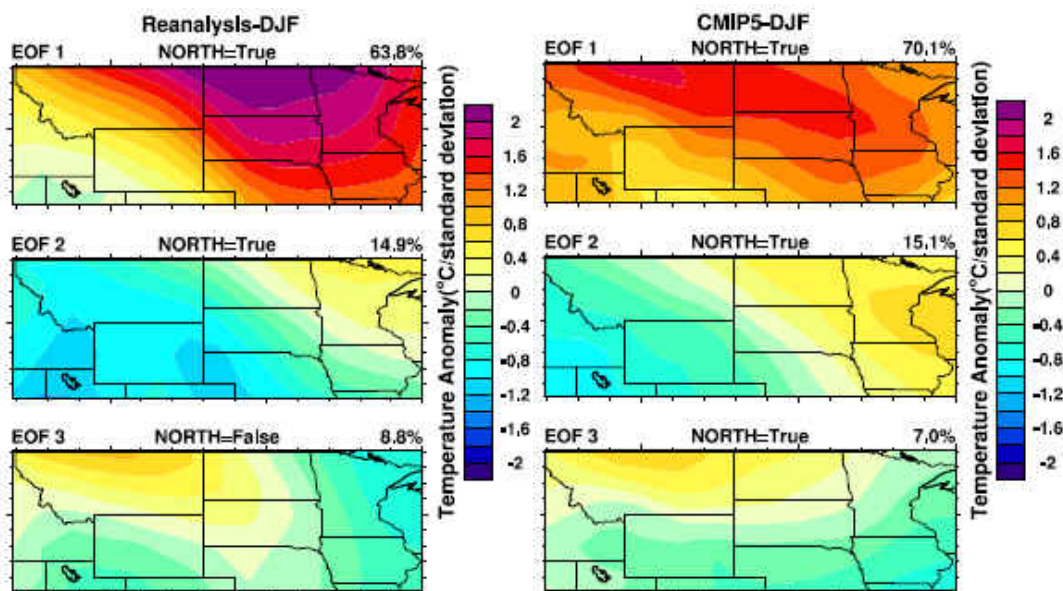 Reanalysis-DJF
EOF 1 NORTH=True 63.8%
EOF 2 NORTH=True 14.9%
EOF 3 NORTH=False 8.8%
Temperature Anomaly(°C/standard deviation)
2
1.6
1.2
0.8
0.4
0
-0.4
-0.8
-1.2
-1.6
-2
CMIP5-DJF
EOF 1 NORTH=True 70.1%
EOF 2 NORTH=True 15.1%
EOF 3 NORTH=True 7.0%
Temperature Anomaly(°C/standard deviation)
2
1.6
1.2
0.8
0.4
0
-0.4
-0.8
-1.2
-1.6
-2